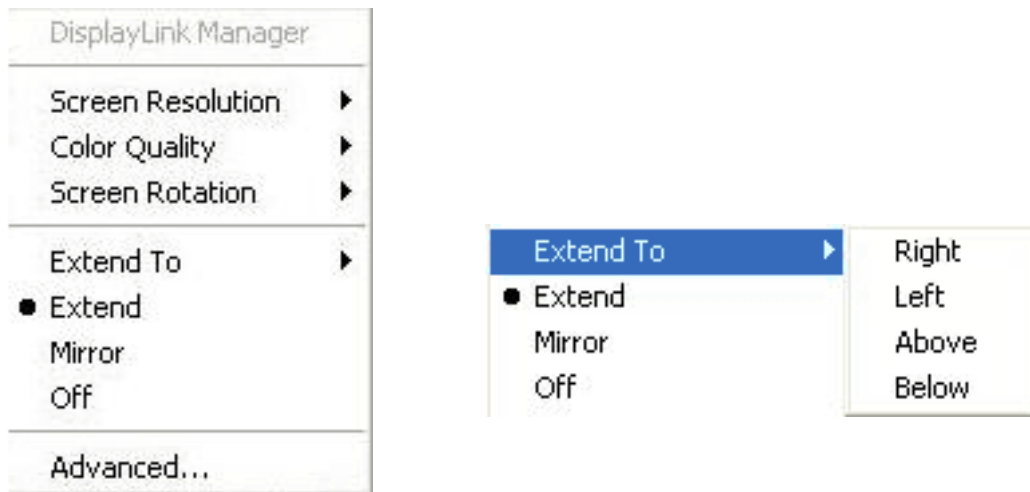 DisplayLink Manager
Screen Resolution
Color Quality
Screen Rotation
Extend To
Extend
Mirror
Off
Advanced...
Extend To
Extend
Mirror
Off
Right
Left
Above
Below